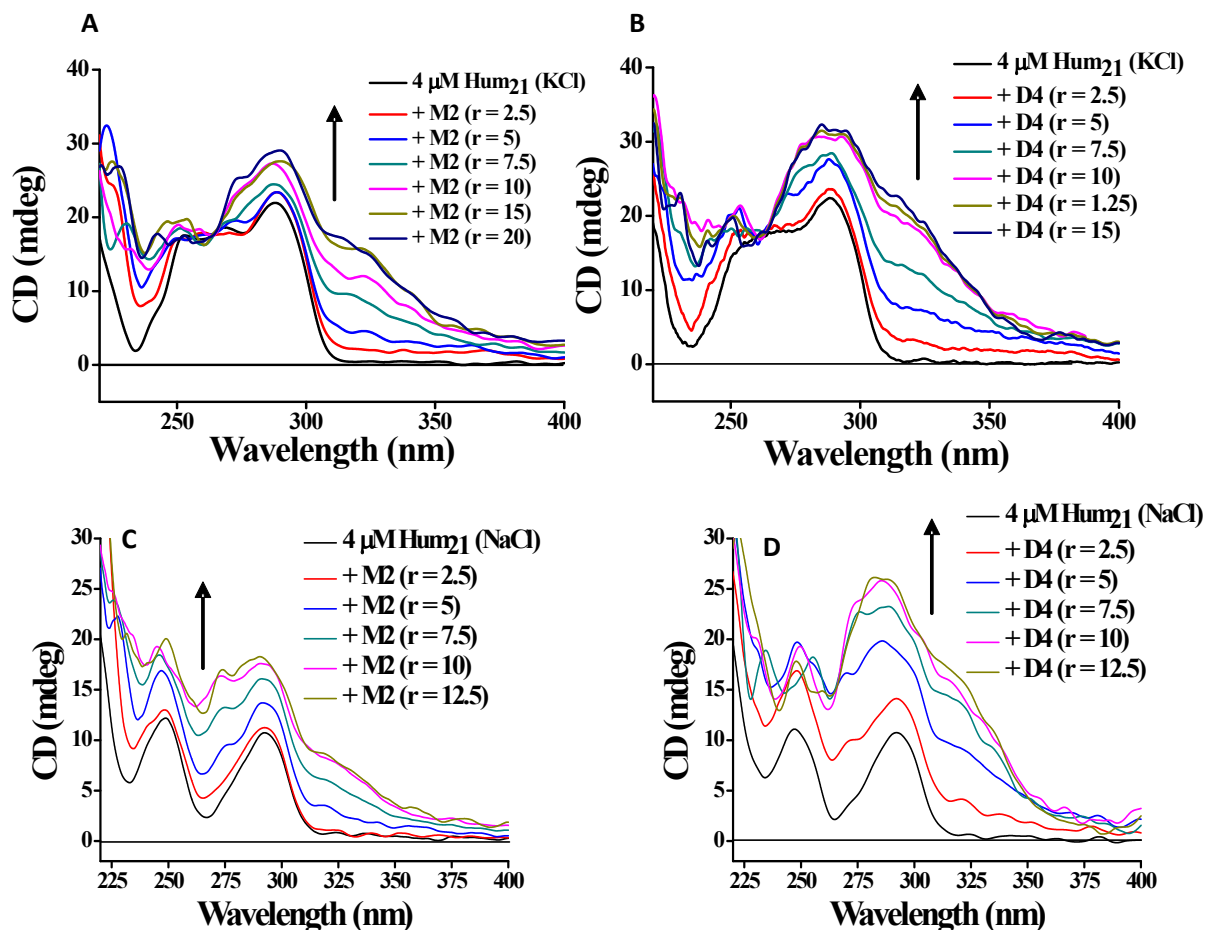 A
4 μM Hum21 (KCl)
+ M2 (r = 2.5)
+ M2 (r = 5)
+ M2 (r = 7.5)
+ M2 (r = 10)
+ M2 (r = 15)
+ M2 (r = 20)
CD (mdeg)
40
30
20
10
0
250 300 350 400
Wavelength (nm)
B
4 μM Hum21 (KCl)
+ D4 (r = 2.5)
+ D4 (r = 5)
+ D4 (r = 7.5)
+ D4 (r = 10)
+ D4 (r = 1.25)
+ D4 (r = 15)
CD (mdeg)
40
30
20
10
0
250 300 350 400
Wavelength (nm)
C
4 μM Hum21 (NaCl)
+ M2 (r = 2.5)
+ M2 (r = 5)
+ M2 (r = 7.5)
+ M2 (r = 10)
+ M2 (r = 12.5)
CD (mdeg)
30
25
20
15
10
5
0
225 250 275 300 325 350 375 400
Wavelength (nm)
D
4 μM Hum21 (NaCl)
+ D4 (r = 2.5)
+ D4 (r = 5)
+ D4 (r = 7.5)
+ D4 (r = 10)
+ D4 (r = 12.5)
CD (mdeg)
30
25
20
15
10
5
0
225 250 275 300 325 350 375 400
Wavelength (nm)